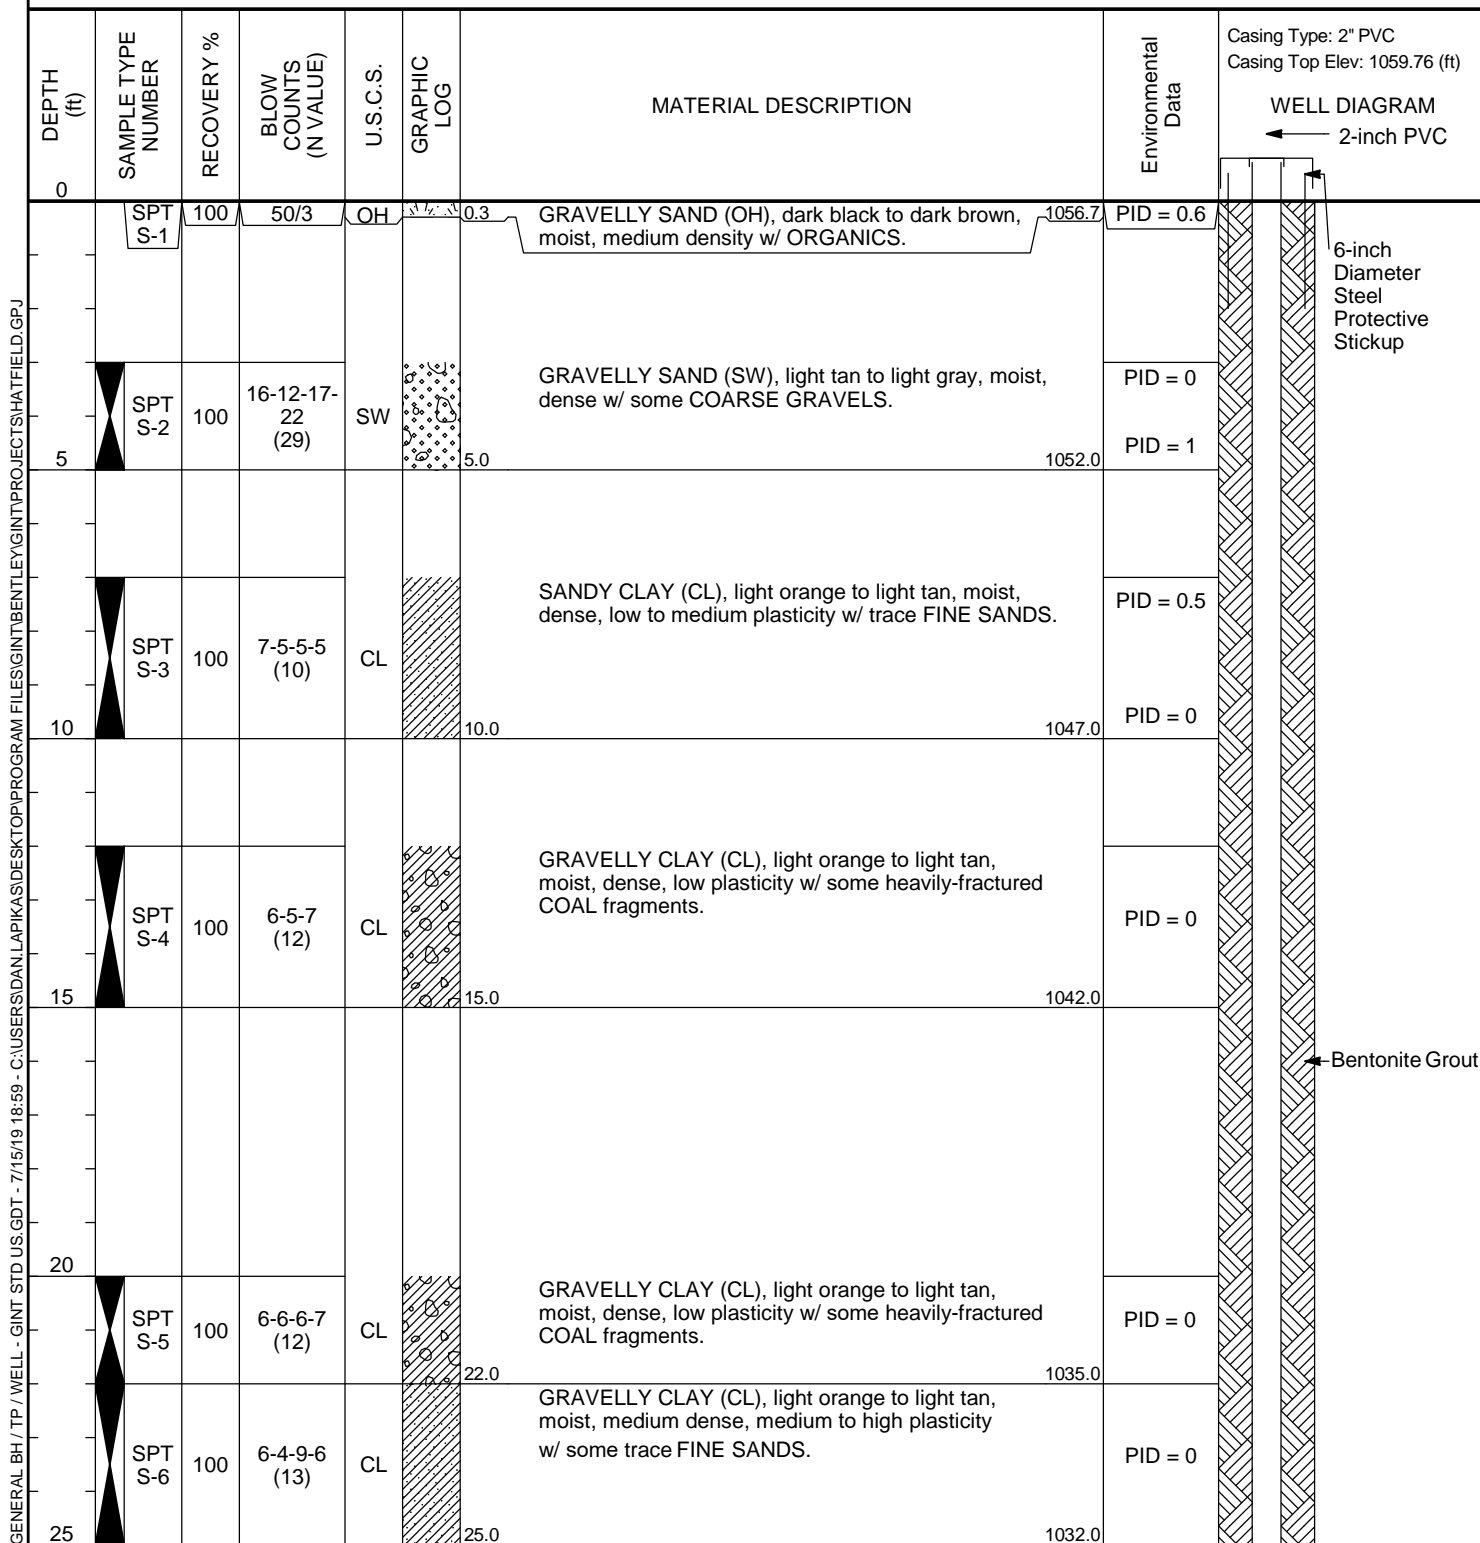 DEPTH
(ft)
SAMPLE TYPE
NUMBER
RECOVERY %
BLOW
COUNTS
(N VALUE)
U.S.C.S.
GRAPHIC
LOG
MATERIAL DESCRIPTION
Environmental
Data
Casing Type: 2" PVC
Casing Top Elev: 1059.76 (ft)
WELL DIAGRAM
2-inch PVC
0
SPT
S-1
100
50/3
OH
0.3
GRAVELLY SAND (OH), dark black to dark brown,
moist, medium density w/ ORGANICS.
1056.7
PID = 0.6
6-inch
Diameter
Steel
Protective
Stickup
SPT
S-2
100
16-12-17-
22
(29)
SW
GRAVELLY SAND (SW), light tan to light gray, moist,
dense w/ some COARSE GRAVELS.
PID = 0
PID = 1
5
5.0
1052.0
SPT
S-3
100
7-5-5-5
(10)
CL
SANDY CLAY (CL), light orange to light tan, moist,
dense, low to medium plasticity w/ trace FINE SANDS.
PID = 0.5
PID = 0
10
10.0
1047.0
SPT
S-4
100
6-5-7
(12)
CL
GRAVELLY CLAY (CL), light orange to light tan,
moist, dense, low plasticity w/ some heavily-fractured
COAL fragments.
PID = 0
15
15.0
1042.0
Bentonite Grout
20
SPT
S-5
100
6-6-6-7
(12)
CL
GRAVELLY CLAY (CL), light orange to light tan,
moist, dense, low plasticity w/ some heavily-fractured
COAL fragments.
PID = 0
22.0
1035.0
SPT
S-6
100
6-4-9-6
(13)
CL
GRAVELLY CLAY (CL), light orange to light tan,
moist, medium dense, medium to high plasticity
w/ some trace FINE SANDS.
PID = 0
25
25.0
1032.0
GENERAL BH / TP / WELL - GINT STD US.GDT - 7/15/19 18:59 - C:\USERS\DAN.LAPIKAS\DESKTOP\PROGRAM FILES\GINT\BENTLEY\GINT\PROJECTS\HATFIELD.GPJ